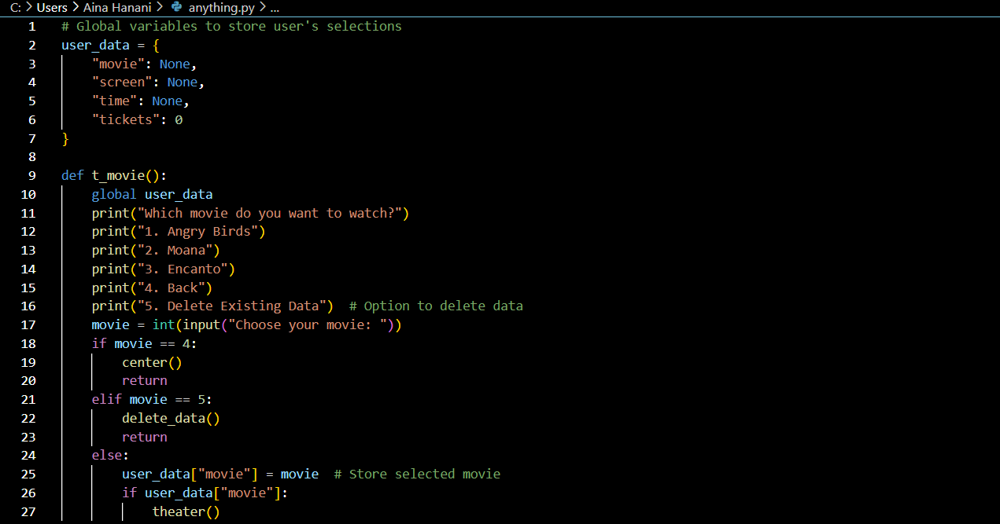 C: > Users > Aina Hanani > anything.py > ...
1 # Global variables to store user's selections
2 user_data = {
3     "movie": None,
4     "screen": None,
5     "time": None,
6     "tickets": 0
7 }
8
9 def t_movie():
10     global user_data
11     print("Which movie do you want to watch?")
12     print("1. Angry Birds")
13     print("2. Moana")
14     print("3. Encanto")
15     print("4. Back")
16     print("5. Delete Existing Data")  # Option to delete data
17     movie = int(input("Choose your movie: "))
18     if movie == 4:
19         center()
20         return
21     elif movie == 5:
22         delete_data()
23         return
24     else:
25         user_data["movie"] = movie  # Store selected movie
26         if user_data["movie"]:
27             theater()